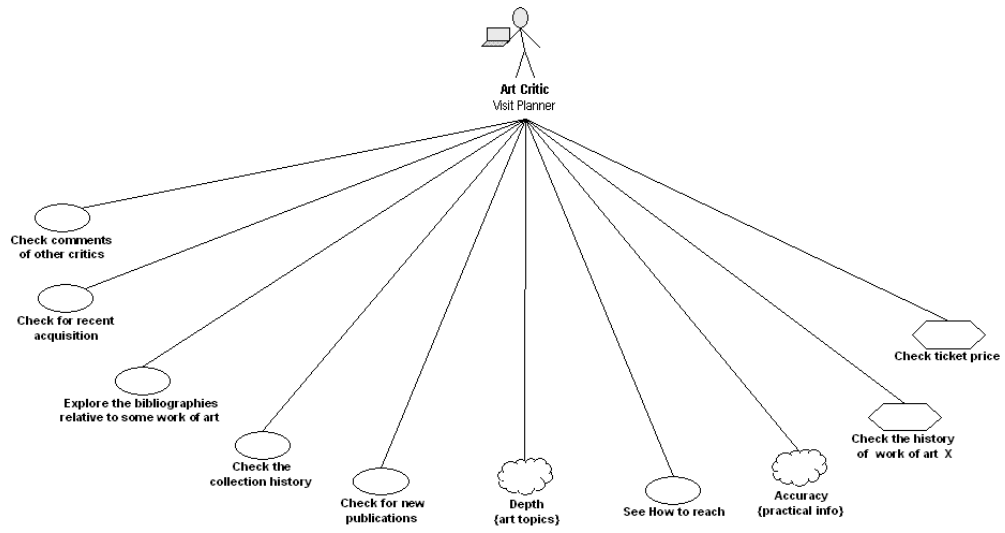 Art Critic
Visit Planner
Check comments
of other critics
Check for recent
acquisition
Explore the bibliographies
relative to some work of art
Check the
collection history
Check for new
publications
Depth
{art topics}
See How to reach
Accuracy
{practical info}
Check the history
of work of art X
Check ticket price